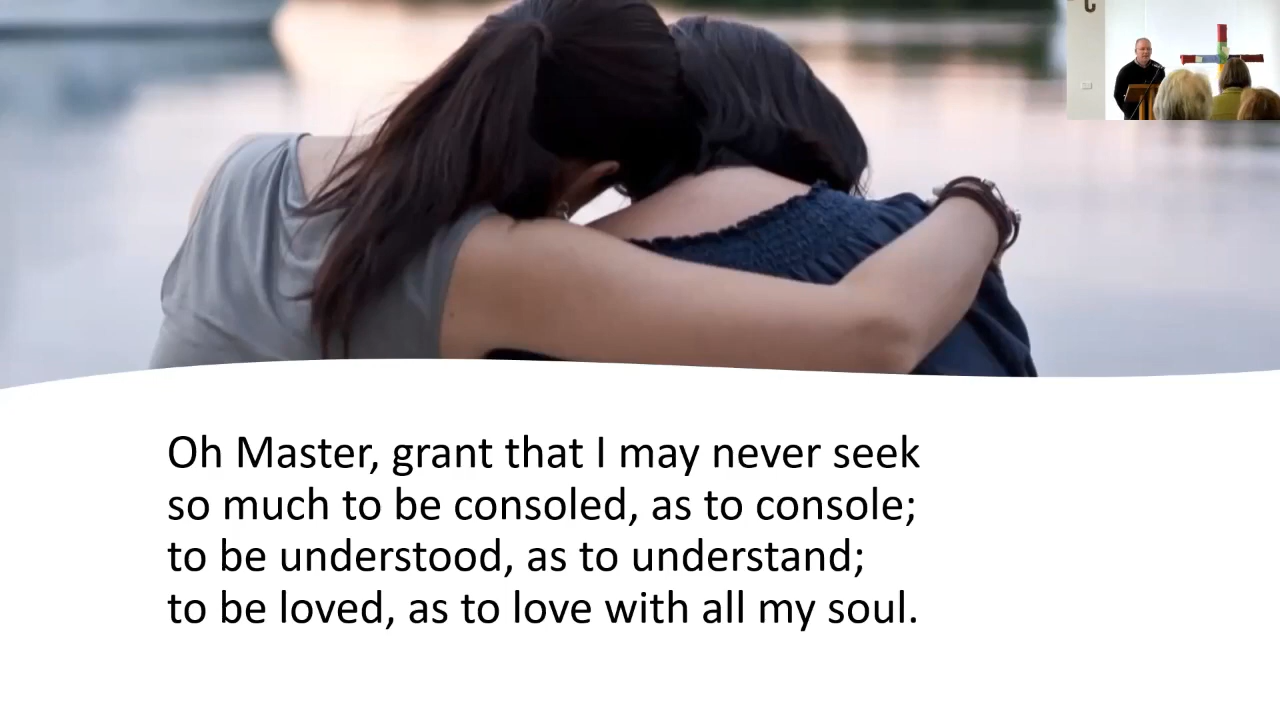 Oh Master, grant that I may never seek
so much to be consoled, as to console;
to be understood, as to understand;
to be loved, as to love with all my soul.